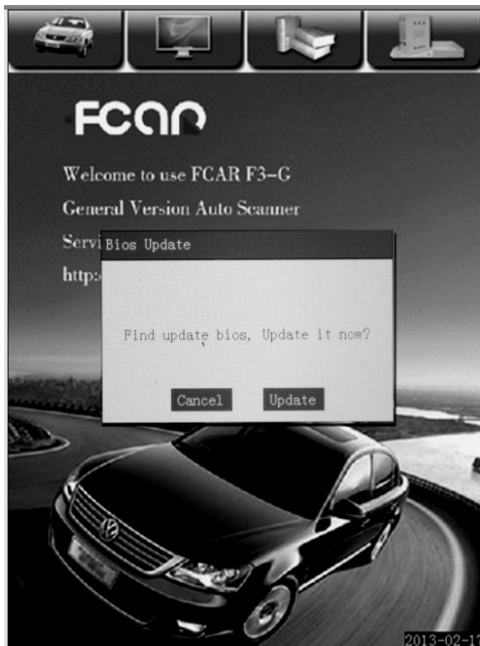 FCAR
Welcome to use FCAR F3-G
General Version Auto Scanner
Servi
http:
Bios Update
Find update bios, Update it now?
Cancel
Update
2013-02-17